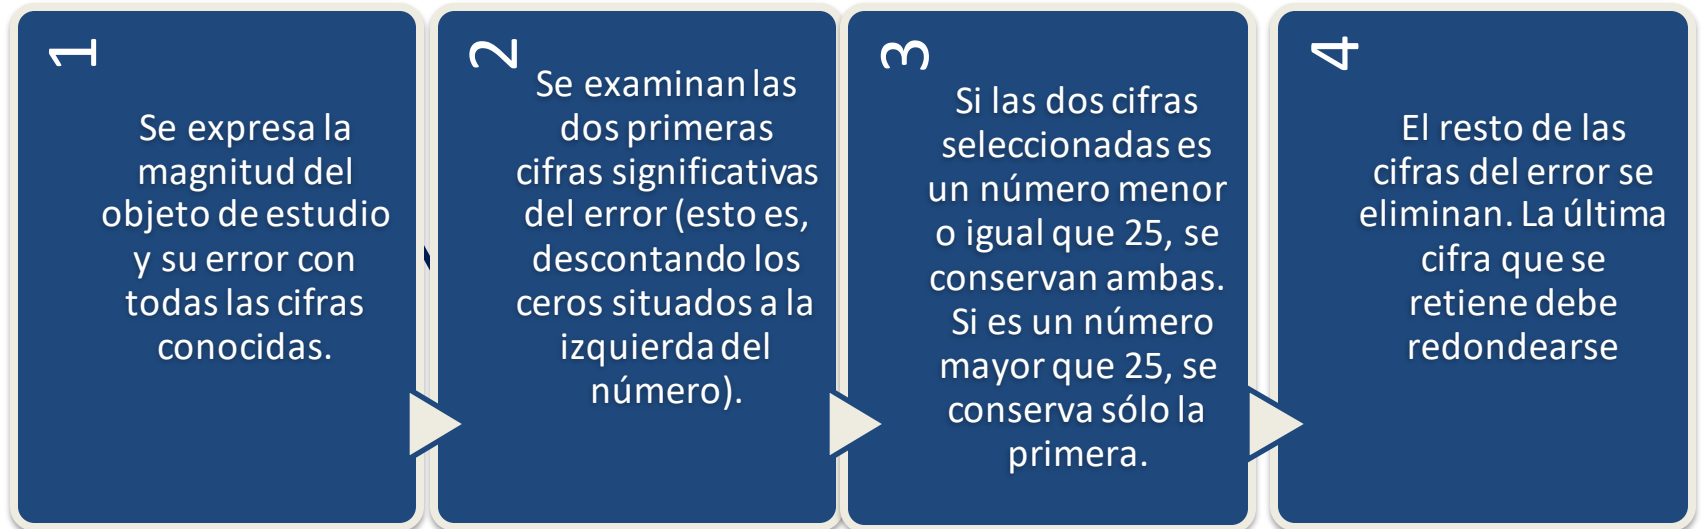 1
Se expresa la
magnitud del
objeto de estudio
y su error con
todas las cifras
conocidas.
2
Se examinan las
dos primeras
cifras significativas
del error (esto es,
descontando los
ceros situados a la
izquierda del
número).
3
Si las dos cifras
seleccionadas es
un número menor
o igual que 25, se
conservan ambas.
Si es un número
mayor que 25, se
conserva sólo la
primera.
4
El resto de las
cifras del error se
eliminan. La última
cifra que se
retiene debe
redondearse